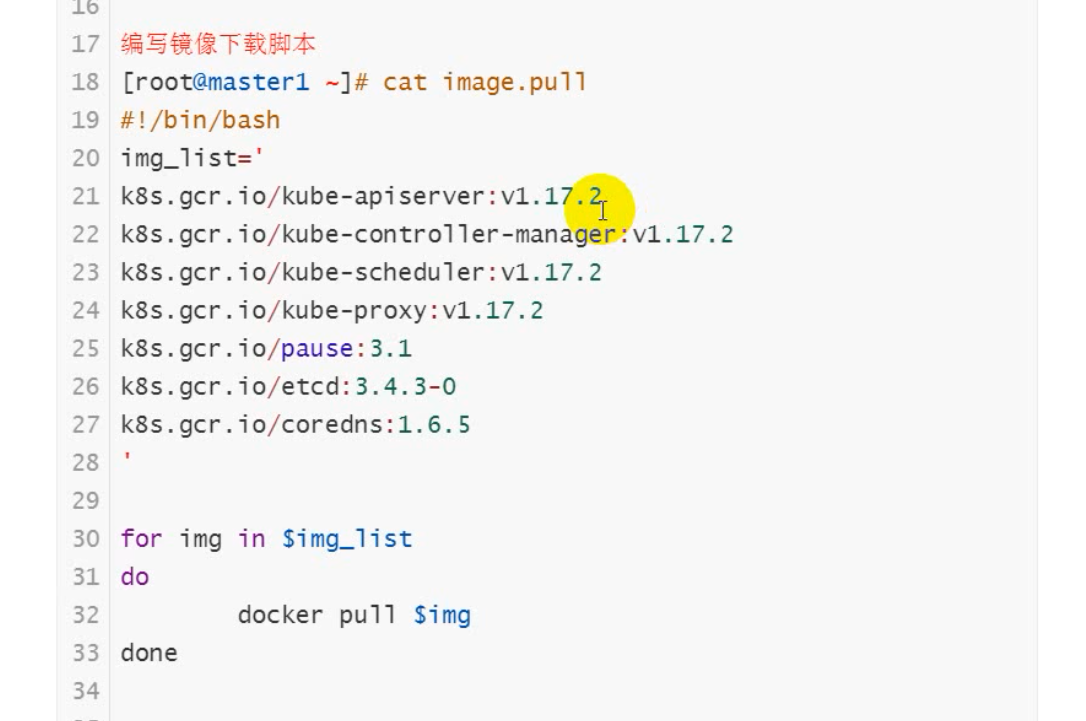 16
17 编写镜像下载脚本
18 [root@master1 ~]# cat image.pull
19 #!/bin/bash
20 img_list='
21 k8s.gcr.io/kube-apiserver:v1.17.2
22 k8s.gcr.io/kube-controller-manager:v1.17.2
23 k8s.gcr.io/kube-scheduler:v1.17.2
24 k8s.gcr.io/kube-proxy:v1.17.2
25 k8s.gcr.io/pause:3.1
26 k8s.gcr.io/etcd:3.4.3-0
27 k8s.gcr.io/coredns:1.6.5
28 '
29
30 for img in $img_list
31 do
32         docker pull $img
33 done
34